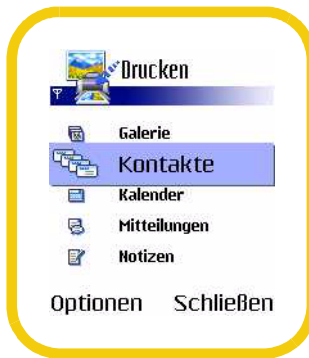 Drucken
Galerie
Kontakte
Kalender
Mitteilungen
Notizen
Optionen Schließen